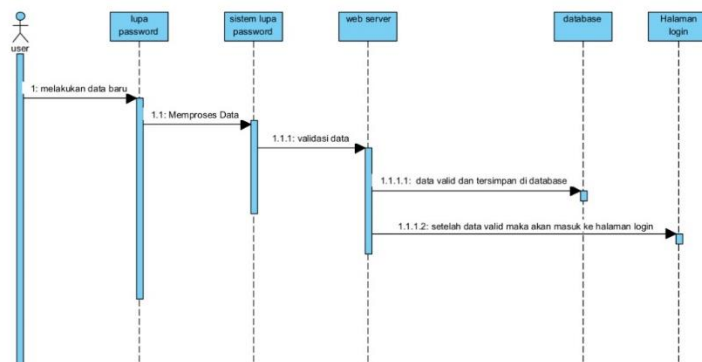 lupa
password
sistem lupa
password
web server
database
Halaman
login
user
1: melakukan data baru
1.1: Memproses Data
1.1.1: validasi data
1.1.1.1: data valid dan tersimpan di database
1.1.1.2: setelah data valid maka akan masuk ke halaman login